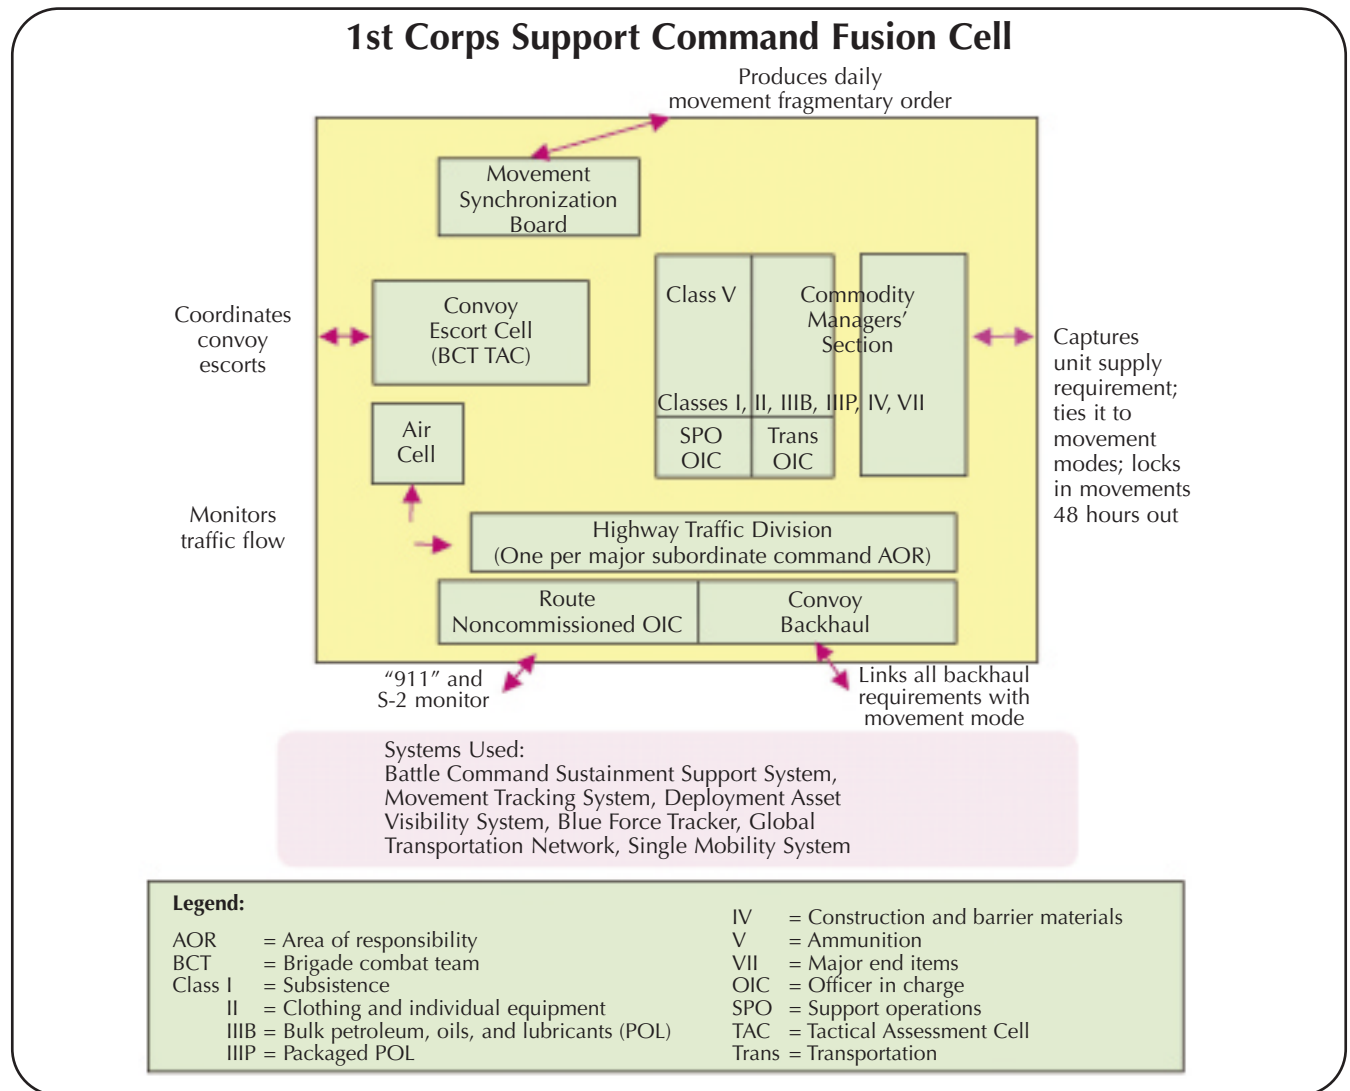 1st Corps Support Command Fusion Cell
Produces daily
movement fragmentary order
Movement
Synchronization
Board
Coordinates
convoy
escorts
Convoy
Escort Cell
(BCT TAC)
Class V
Commodity
Managers’
Section
Classes I, II, IIIB, IIIP, IV, VII
SPO
OIC
Trans
OIC
Captures
unit supply
requirement;
ties it to
movement
modes; locks
in movements
48 hours out
Air
Cell
Monitors
traffic flow
Highway Traffic Division
(One per major subordinate command AOR)
Route
Noncommissioned OIC
Convoy
Backhaul
“911” and
S-2 monitor
Links all backhaul
requirements with
movement mode
Systems Used:
Battle Command Sustainment Support System,
Movement Tracking System, Deployment Asset
Visibility System, Blue Force Tracker, Global
Transportation Network, Single Mobility System
Legend:
AOR = Area of responsibility
BCT = Brigade combat team
Class I = Subsistence
II = Clothing and individual equipment
IIIB = Bulk petroleum, oils, and lubricants (POL)
IIIP = Packaged POL
IV = Construction and barrier materials
V = Ammunition
VII = Major end items
OIC = Officer in charge
SPO = Support operations
TAC = Tactical Assessment Cell
Trans = Transportation